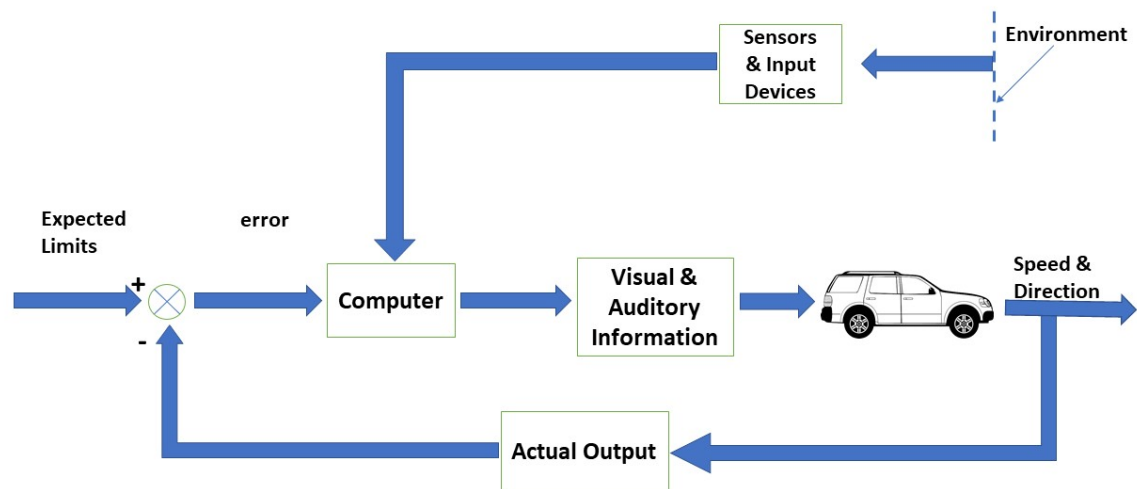 Sensors
& Input
Devices
Environment
Expected
Limits
error
+
-
Computer
Visual &
Auditory
Information
Speed &
Direction
Actual Output